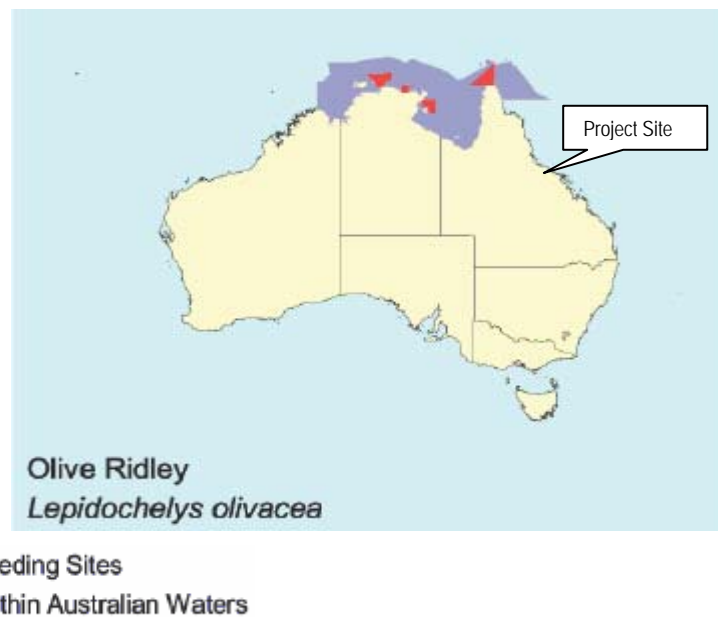 Project Site
Olive Ridley
Lepidochelys olivacea
eding Sites
thin Australian Waters